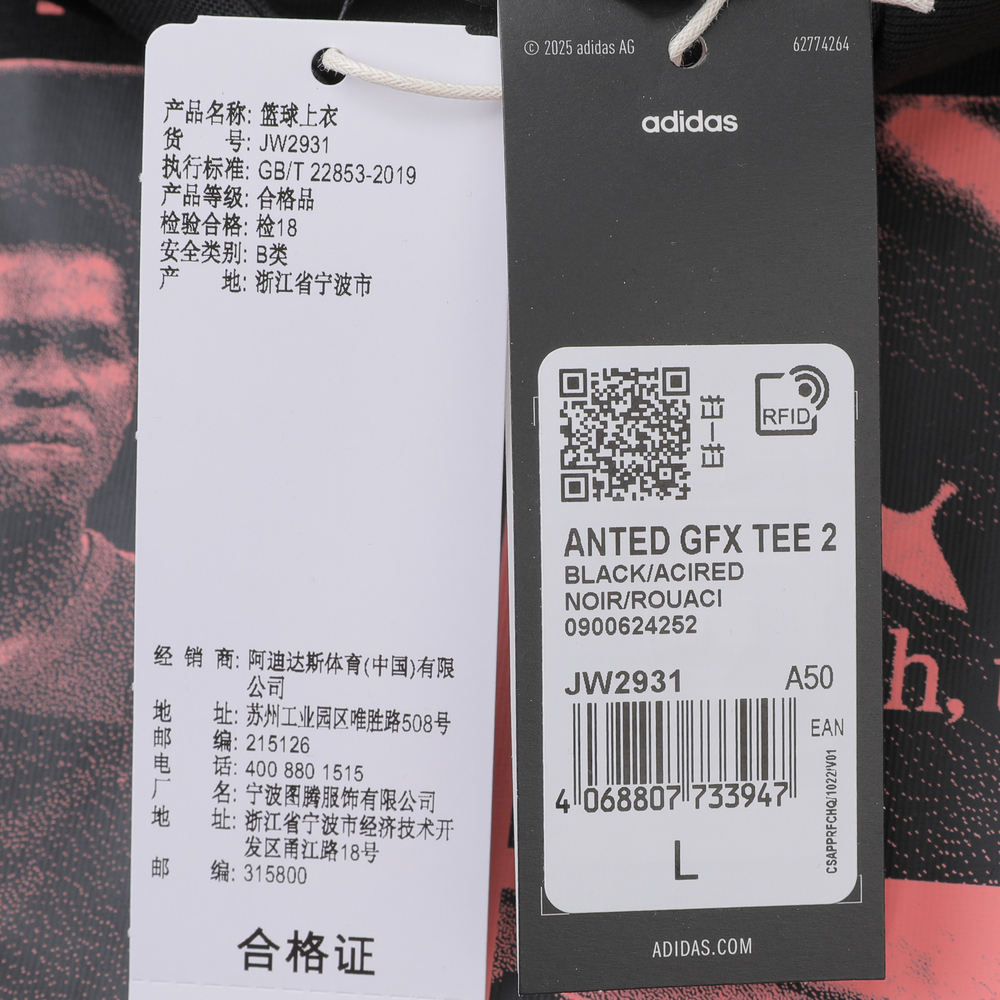 产品名称: 篮球上衣
货 号: JW2931
执行标准: GB/T 22853-2019
产品等级: 合格品
检验合格: 检18
安全类别: B类
产 地: 浙江省宁波市
经 销 商: 阿迪达斯体育(中国)有限
公司
地 址: 苏州工业园区唯胜路508号
邮 编: 215126
电 话: 400 880 1515
厂 名: 宁波图腾服饰有限公司
地 址: 浙江省宁波市经济技术开
发区甬江路18号
邮 编: 315800
合格证
© 2025 adidas AG
62774264
adidas
扫一扫
RFID
ANTED GFX TEE 2
BLACK/ACIRED
NOIR/ROUACI
0900624252
JW2931 A50
EAN
4 068807 733947
CSAPPRFCHQ/1022/V01
L
ADIDAS.COM
h,